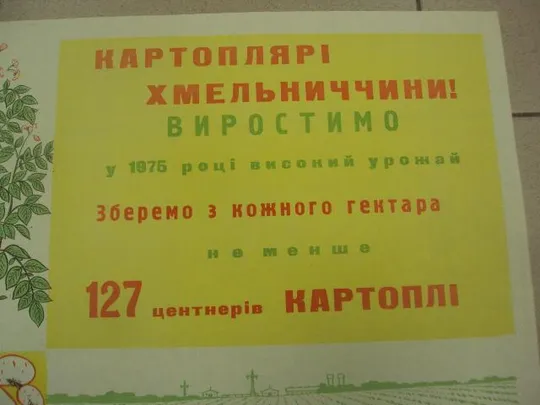 КАРТОПЛЯРІ
ХМЕЛЬНИЧЧИНИ!
ВИРОСТИМО
у 1975 році високий урожай
Зберемо з кожного гектара
не менше
127 центнерів КАРТОПЛІ